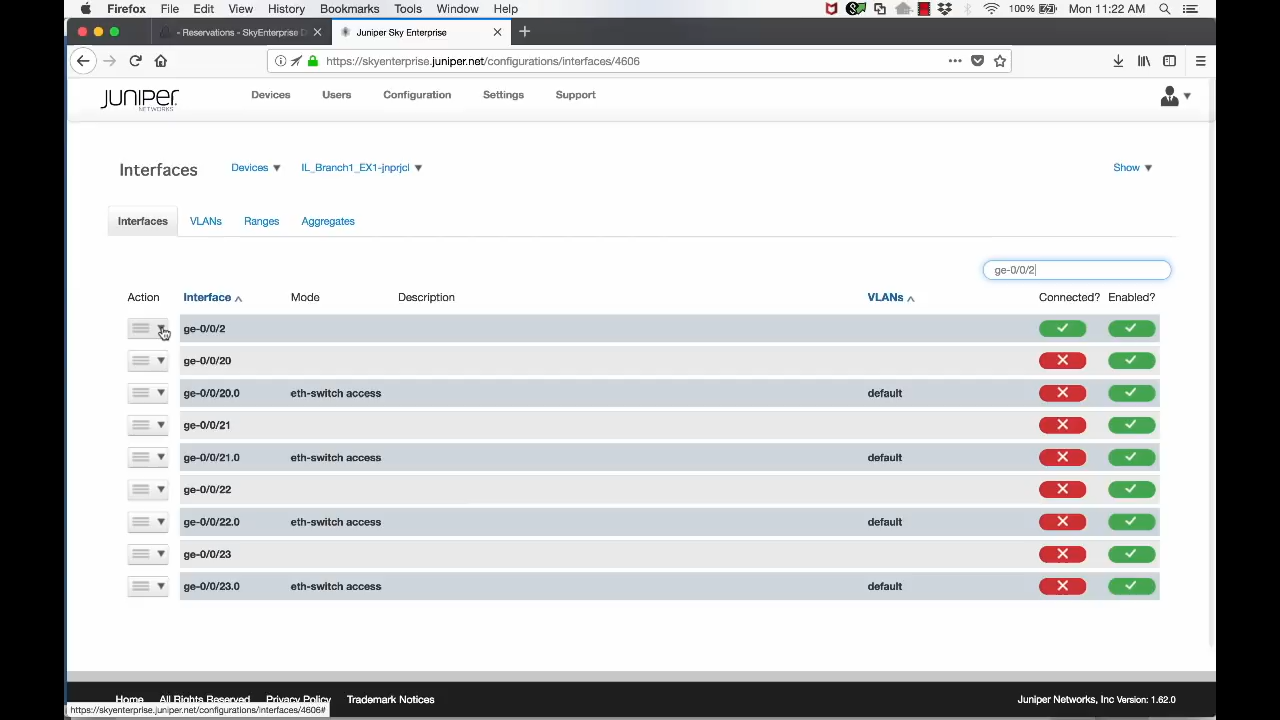 Firefox File Edit View History Bookmarks Tools Window Help 100% Mon 11:22 AM
- Reservations - SkyEnterprise D Juniper Sky Enterprise
https://skyenterprise.juniper.net/configurations/interfaces/4606
JUNIPER NETWORKS Devices Users Configuration Settings Support
Interfaces Devices IL_Branch1_EX1-jnprjcl Show
Interfaces VLANs Ranges Aggregates
ge-0/0/2
Action Interface Mode Description VLANs Connected? Enabled?
ge-0/0/2
ge-0/0/20
ge-0/0/20.0 eth-switch access default
ge-0/0/21
ge-0/0/21.0 eth-switch access default
ge-0/0/22
ge-0/0/22.0 eth-switch access default
ge-0/0/23
ge-0/0/23.0 eth-switch access default
Home All Rights Reserved Privacy Policy Trademark Notices Juniper Networks, Inc Version: 1.62.0
https://skyenterprise.juniper.net/configurations/interfaces/4606#